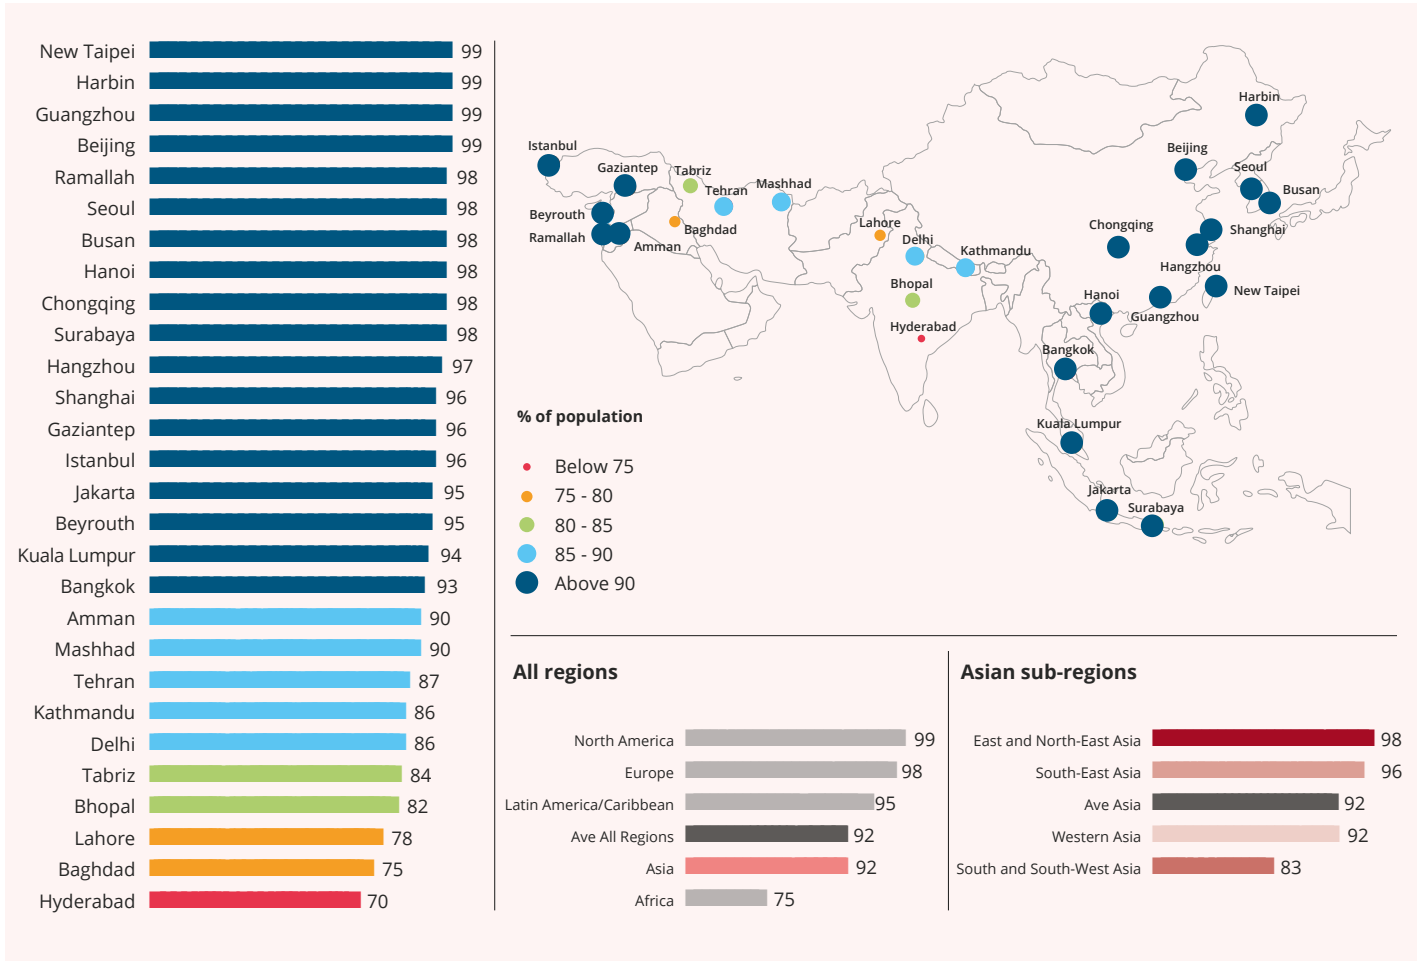 New Taipei 99
Harbin 99
Guangzhou 99
Beijing 99
Ramallah 98
Seoul 98
Busan 98
Hanoi 98
Chongqing 98
Surabaya 98
Hangzhou 97
Shanghai 96
Gaziantep 96
Istanbul 96
Jakarta 95
Beyrouth 95
Kuala Lumpur 94
Bangkok 93
Amman 90
Mashhad 90
Tehran 87
Kathmandu 86
Delhi 86
Tabriz 84
Bhopal 82
Lahore 78
Baghdad 75
Hyderabad 70
Harbin
Istanbul
Beijing
Gaziantep
Tabriz
Seoul
Tehran
Mashhad
Busan
Beyrouth
Lahore
Chongqing
Baghdad
Shanghai
Ramallah
Delhi
Amman
Kathmandu
Hangzhou
Bhopal
New Taipei
Hanoi
Guangzhou
Hyderabad
Bangkok
Kuala Lumpur
Jakarta
Surabaya
% of population
Below 75
75 - 80
80 - 85
85 - 90
Above 90
All regions
North America 99
Europe 98
Latin America/Caribbean 95
Ave All Regions 92
Asia 92
Africa 75
Asian sub-regions
East and North-East Asia 98
South-East Asia 96
Ave Asia 92
Western Asia 92
South and South-West Asia 83